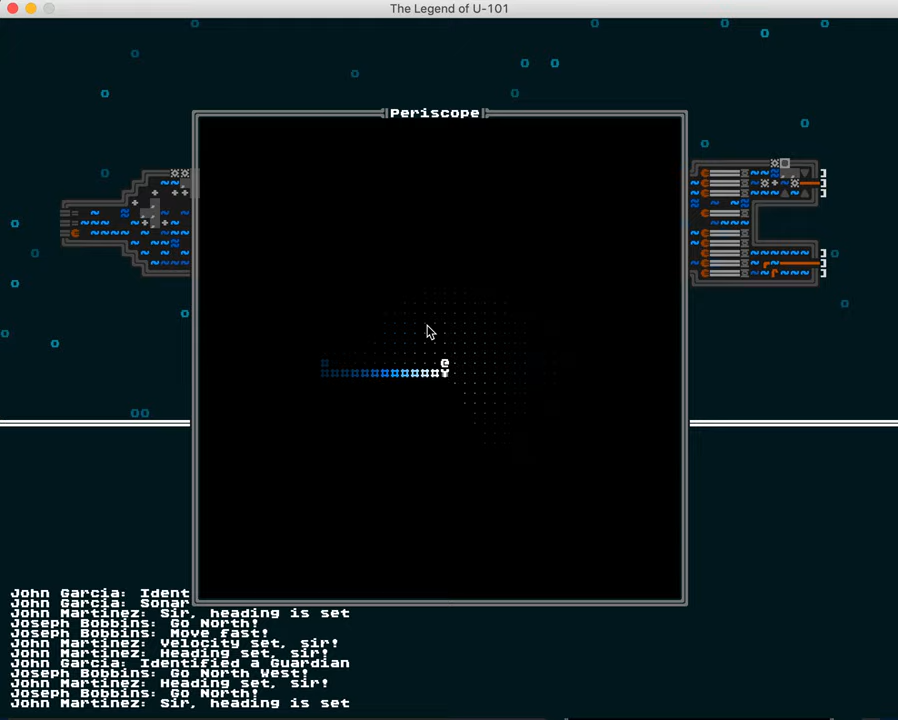 The Legend of U-101
Periscope
John Garcia: Ident
John Garcia: Sonar
John Martinez: Sir, heading is set
Joseph Bobbins: Go North!
Joseph Bobbins: Move fast!
John Martinez: Velocity set, sir!
John Martinez: Heading set, sir!
John Garcia: Identified a Guardian
Joseph Bobbins: Go North West!
John Martinez: Heading set, sir!
Joseph Bobbins: Go North!
John Martinez: Sir, heading is set